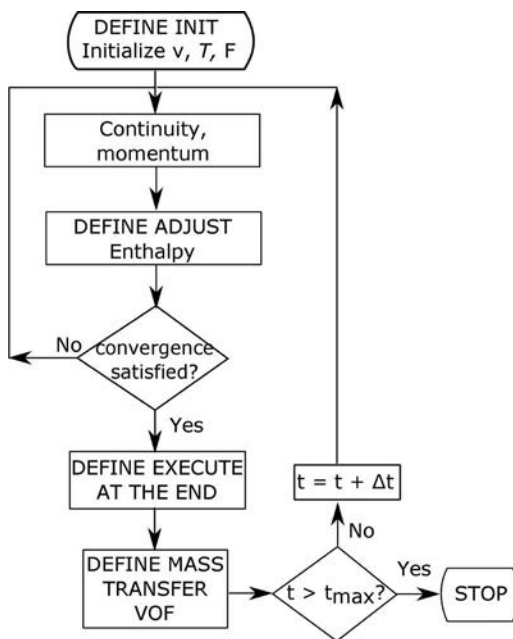 DEFINE INIT
Initialize v, T, F
Continuity,
momentum
DEFINE ADJUST
Enthalpy
No
convergence
satisfied?
Yes
DEFINE EXECUTE
AT THE END
t = t + Δt
No
DEFINE MASS
TRANSFER
VOF
t > tmax?
Yes
STOP